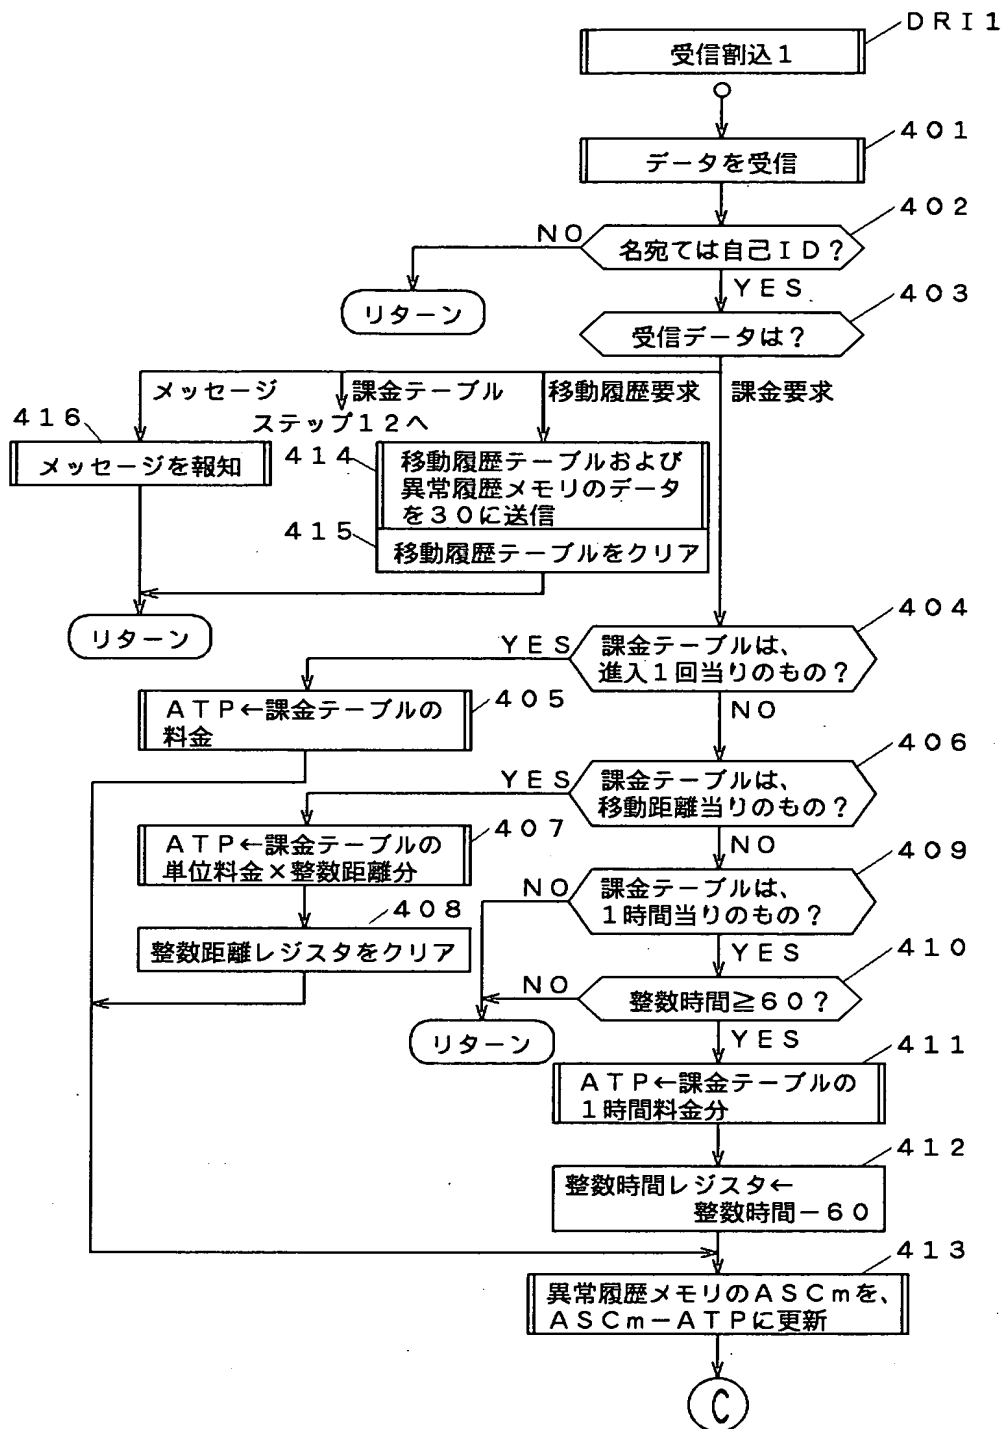 DRI1
受信割込1
401
データを受信
402
NO
名宛ては自己ID?
YES
403
リターン
受信データは?
メッセージ
課金テーブル
移動履歴要求
課金要求
ステップ12へ
416
メッセージを報知
414
移動履歴テーブルおよび
異常履歴メモリのデータ
を30に送信
415
移動履歴テーブルをクリア
リターン
404
YES
課金テーブルは、
進入1回当りのもの?
NO
405
ATP←課金テーブルの
料金
406
YES
課金テーブルは、
移動距離当りのもの?
NO
407
ATP←課金テーブルの
単位料金×整数距離分
409
NO
課金テーブルは、
1時間当りのもの?
YES
408
整数距離レジスタをクリア
410
NO
整数時間≧60?
YES
リターン
411
ATP←課金テーブルの
1時間料金分
412
整数時間レジスタ←
整数時間-60
413
異常履歴メモリのASCmを、
ASCm-ATPに更新
C